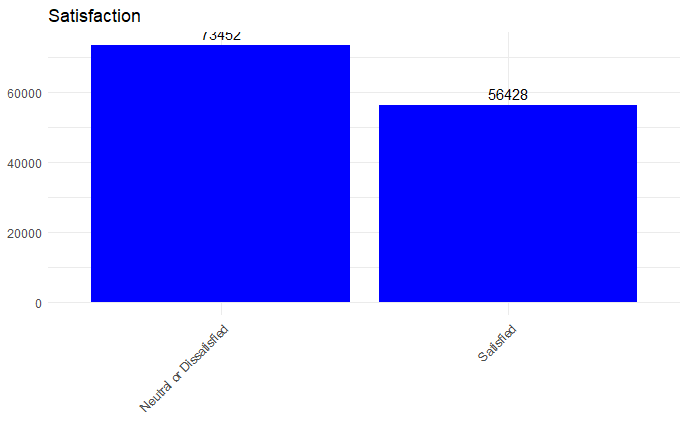 Satisfaction
73452
56428
60000
40000
20000
0
Neutral or Dissatisfied
Satisfied